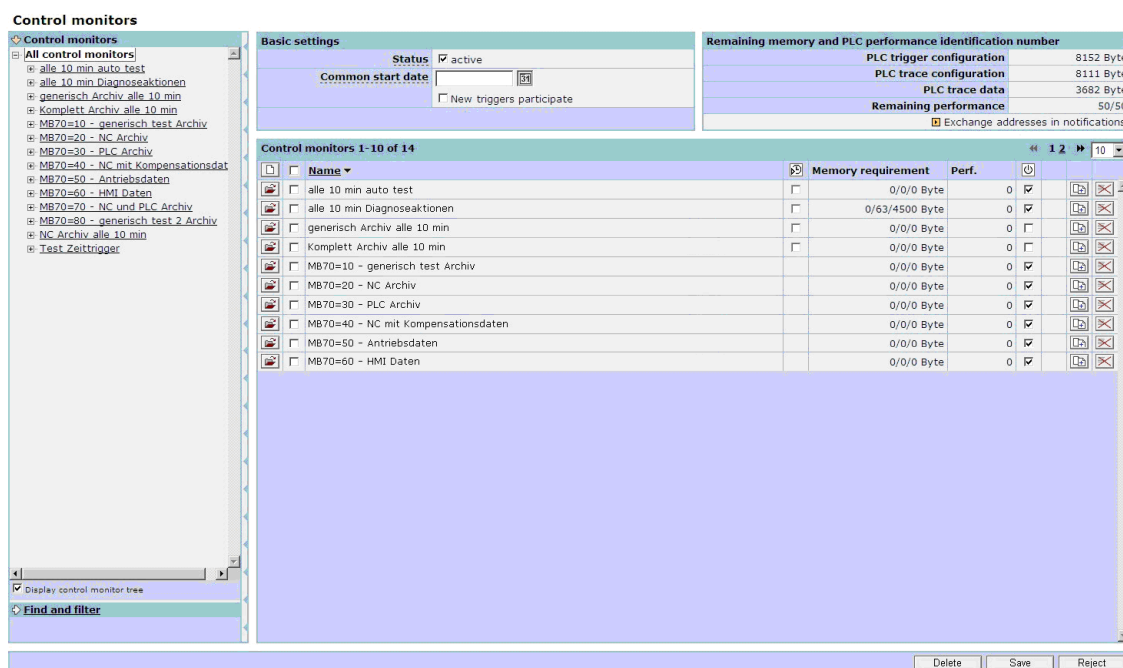 Control monitors
Control monitors
All control monitors
alle 10 min auto test
alle 10 min Diagnoseaktionen
generisch Archiv alle 10 min
Komplett Archiv alle 10 min
MB70=10 - generisch test Archiv
MB70=20 - NC Archiv
MB70=30 - PLC Archiv
MB70=40 - NC mit Kompensationsdat
MB70=50 - Antriebsdaten
MB70=60 - HMI Daten
MB70=70 - NC und PLC Archiv
MB70=80 - generisch test 2 Archiv
NC Archiv alle 10 min
Test Zeittrigger
Display control monitor tree
Find and filter
Basic settings
Status active
Common start date 31
New triggers participate
Remaining memory and PLC performance identification number
PLC trigger configuration 8152 Byte
PLC trace configuration 8111 Byte
PLC trace data 3682 Byte
Remaining performance 50/50
Exchange addresses in notifications
Control monitors 1-10 of 14 1 2 10
Name Memory requirement Perf.
alle 10 min auto test 0/0/0 Byte 0
alle 10 min Diagnoseaktionen 0/63/4500 Byte 0
generisch Archiv alle 10 min 0/0/0 Byte 0
Komplett Archiv alle 10 min 0/0/0 Byte 0
MB70=10 - generisch test Archiv 0/0/0 Byte 0
MB70=20 - NC Archiv 0/0/0 Byte 0
MB70=30 - PLC Archiv 0/0/0 Byte 0
MB70=40 - NC mit Kompensationsdaten 0/0/0 Byte 0
MB70=50 - Antriebsdaten 0/0/0 Byte 0
MB70=60 - HMI Daten 0/0/0 Byte 0
Delete Save Reject